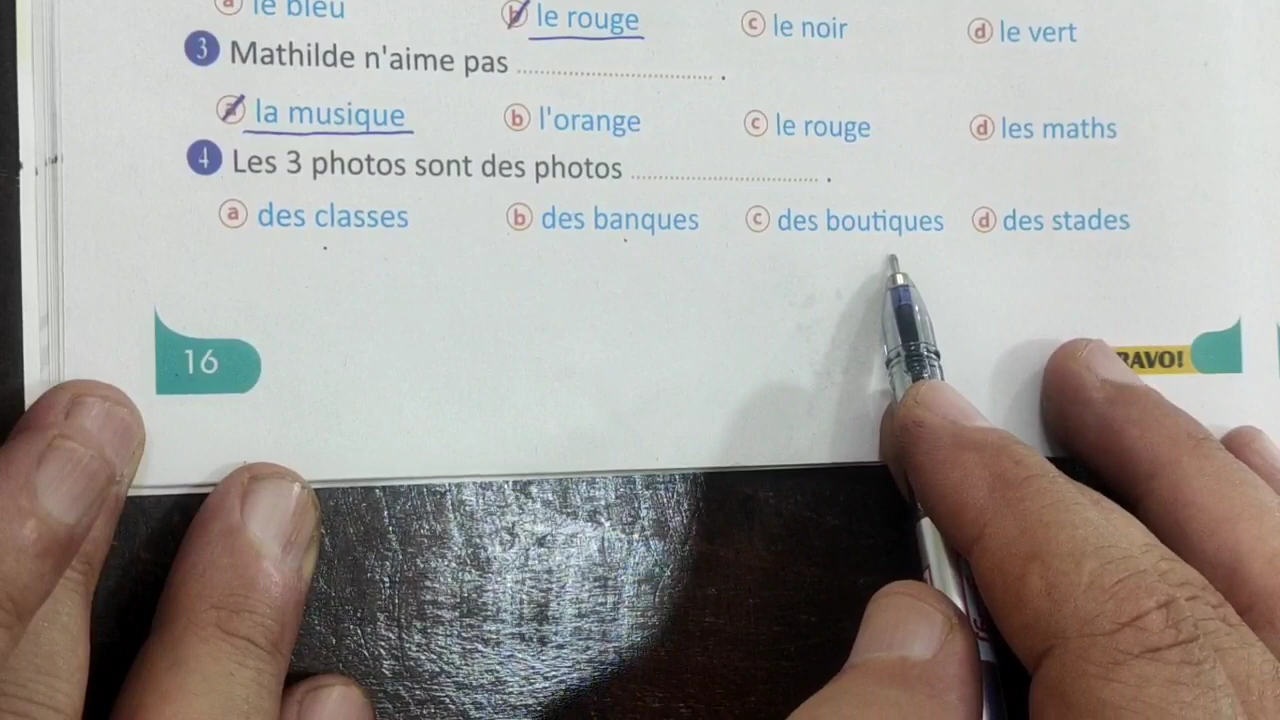 a le bleu b le rouge c le noir d le vert
3 Mathilde n'aime pas .......................................... .
a la musique b l'orange c le rouge d les maths
4 Les 3 photos sont des photos ........................................ .
a des classes b des banques c des boutiques d des stades
16 RAVO!